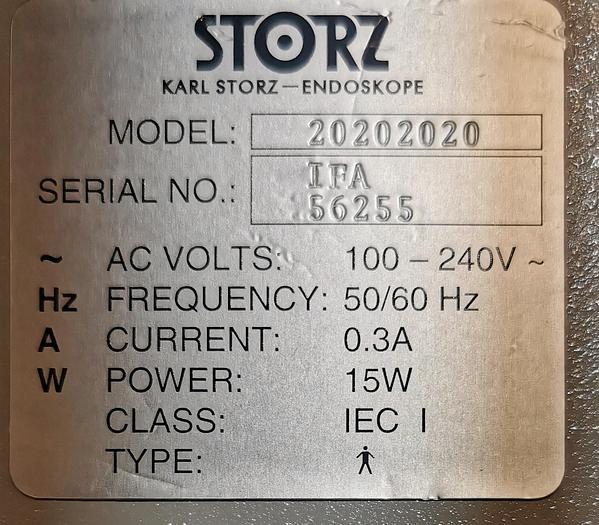 STORZ
KARL STORZ—ENDOSKOPE
MODEL: 20202020
SERIAL NO.: IFA
56255
~ AC VOLTS: 100 – 240V ~
Hz FREQUENCY: 50/60 Hz
A CURRENT: 0.3A
W POWER: 15W
CLASS: IEC I
TYPE: